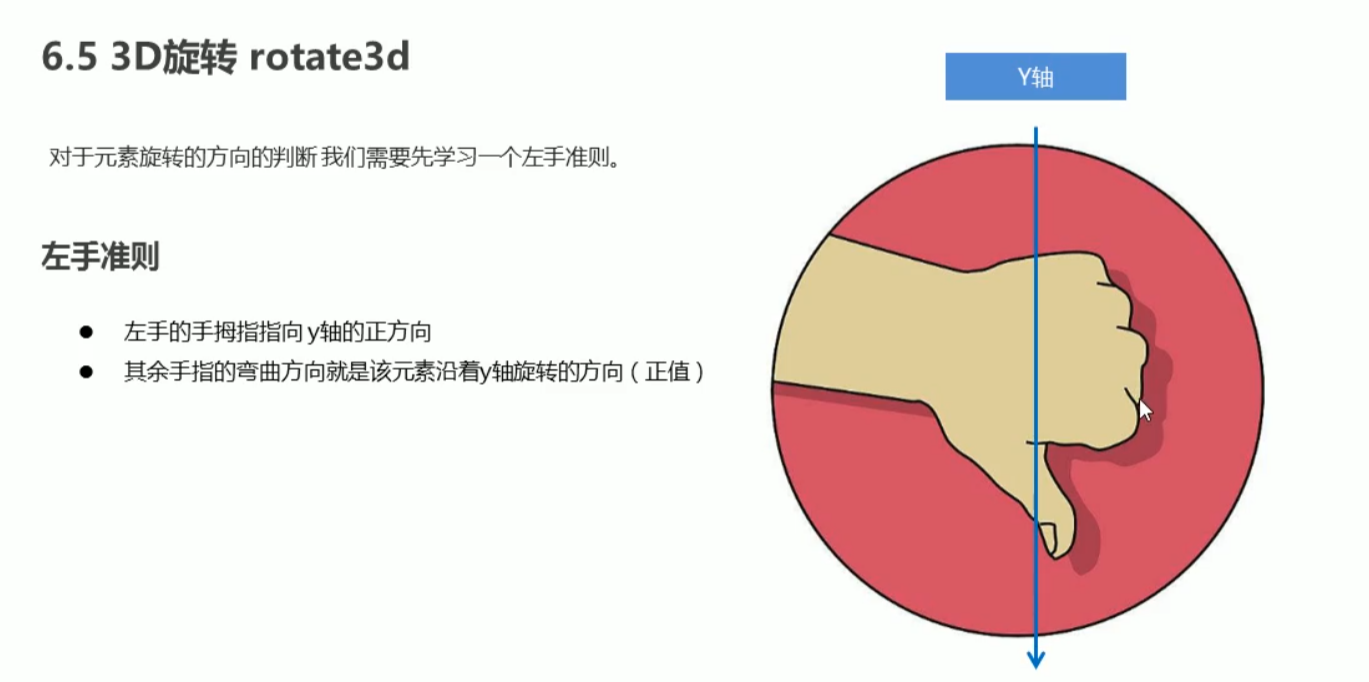 6.5 3D旋转 rotate3d
Y轴
对于元素旋转的方向的判断 我们需要先学习一个左手准则。
左手准则
● 左手的手拇指指向 y轴的正方向
● 其余手指的弯曲方向就是该元素沿着y轴旋转的方向（正值）